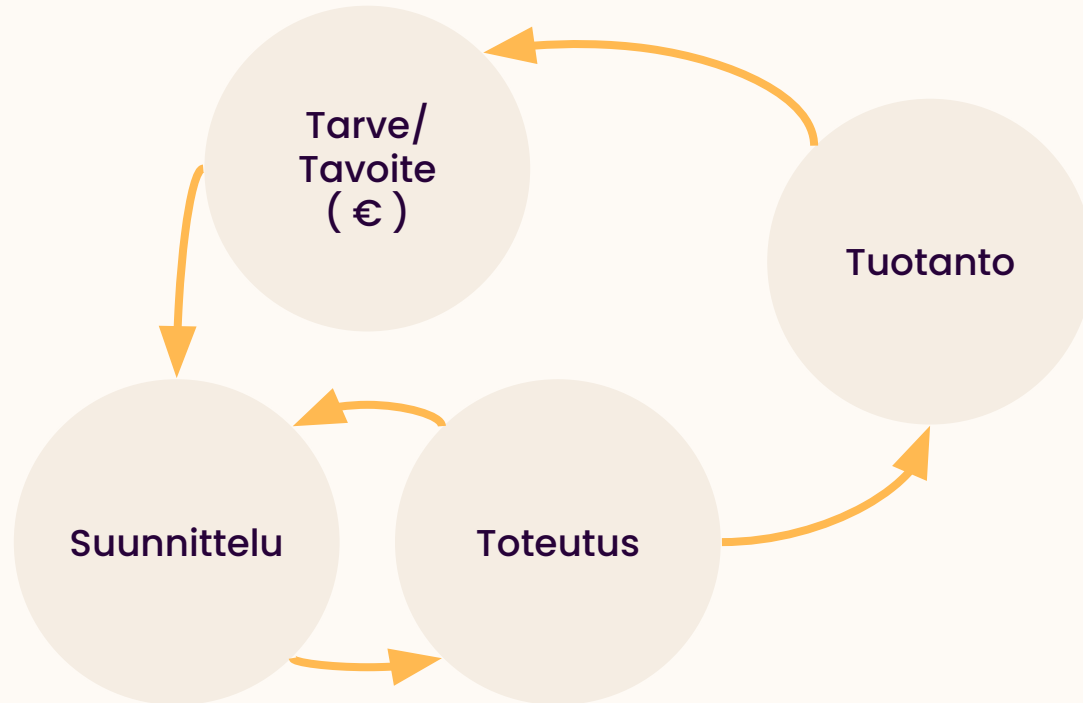 Tarve/
Tavoite
( € )
Tuotanto
Suunnittelu
Toteutus